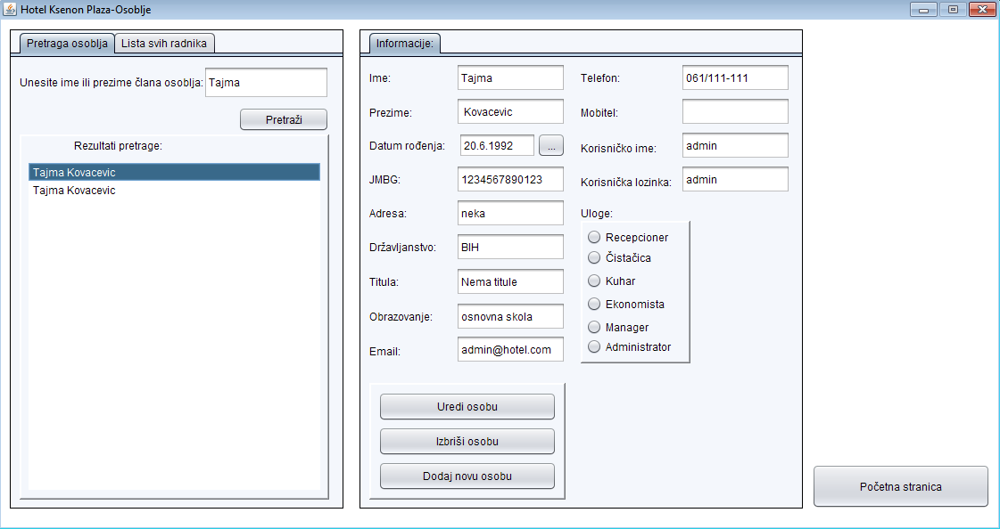 Hotel Ksenon Plaza-Osoblje
Pretraga osoblja
Lista svih radnika
Unesite ime ili prezime člana osoblja:
Tajma
Pretraži
Rezultati pretrage:
Tajma Kovacevic
Tajma Kovacevic
Informacije:
Ime:
Tajma
Prezime:
Kovacevic
Datum rođenja:
20.6.1992
...
JMBG:
1234567890123
Adresa:
neka
Državljanstvo:
BIH
Titula:
Nema titule
Obrazovanje:
osnovna skola
Email:
admin@hotel.com
Telefon:
061/111-111
Mobitel:
Korisničko ime:
admin
Korisnička lozinka:
admin
Uloge:
Recepcioner
Čistačica
Kuhar
Ekonomista
Manager
Administrator
Uredi osobu
Izbriši osobu
Dodaj novu osobu
Početna stranica